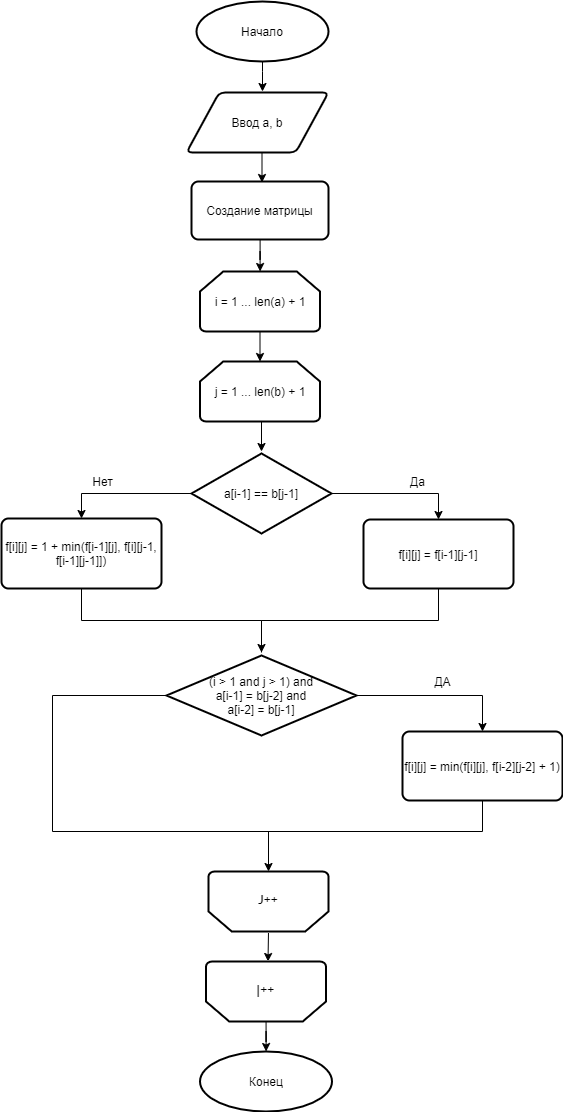 Начало
Ввод a, b
Создание матрицы
i = 1 ... len(a) + 1
j = 1 ... len(b) + 1
Нет
a[i-1] == b[j-1]
Да
f[i][j] = 1 + min(f[i-1][j], f[i][j-1,
f[i-1][j-1]])
f[i][j] = f[i-1][j-1]
(i > 1 and j > 1) and
a[i-1] = b[j-2] and
a[i-2] = b[j-1]
ДА
f[i][j] = min(f[i][j], f[i-2][j-2] + 1)
J++
|++
Конец